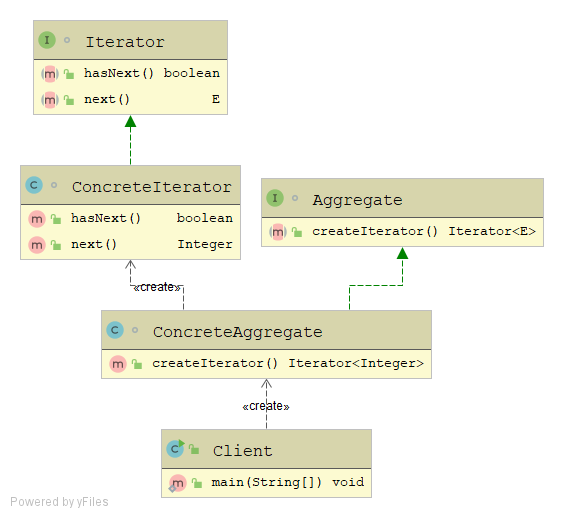 I Iterator
m hasNext() boolean
m next() E
C ConcreteIterator
m hasNext() boolean
m next() Integer
I Aggregate
m createIterator() Iterator<E>
«create»
C ConcreteAggregate
m createIterator() Iterator<Integer>
«create»
C Client
m main(String[]) void
Powered by yFiles